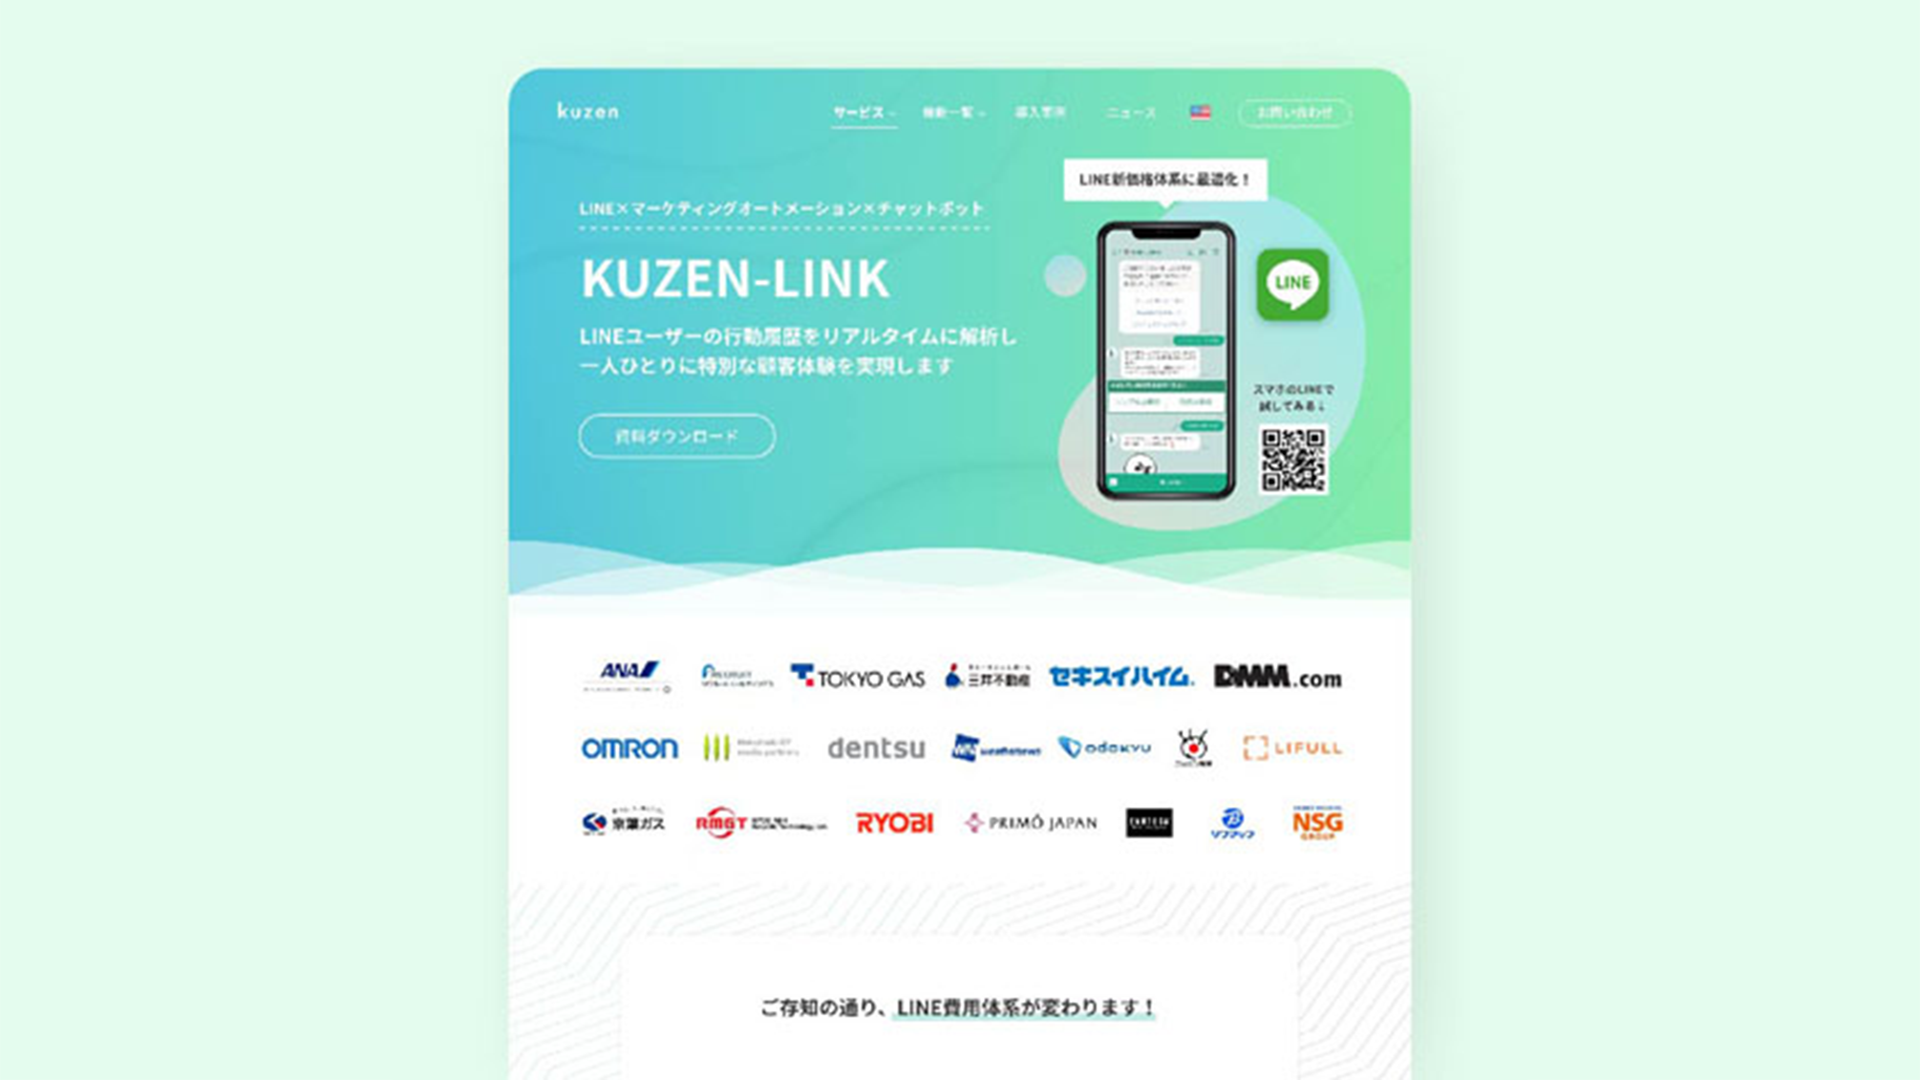 kuzen
サービス
機能一覧
導入事例
ニュース
お問い合わせ
LINE新価格体系に最適化！
LINE×マーケティングオートメーション×チャットボット
KUZEN-LINK
LINEユーザーの行動履歴をリアルタイムに解析し
一人ひとりに特別な顧客体験を実現します
資料ダウンロード
LINE
スマホのLINEで
試してみる↓
ANA
RECRUIT
TOKYO GAS
三井不動産
セキスイハイム
DMM.com
OMRON
dentsu
weathernews
odakyu
LIFULL
京葉ガス
RMGT
RYOBI
PRIMO JAPAN
ソフマップ
NSG
GROUP
ご存知の通り、LINE費用体系が変わります！